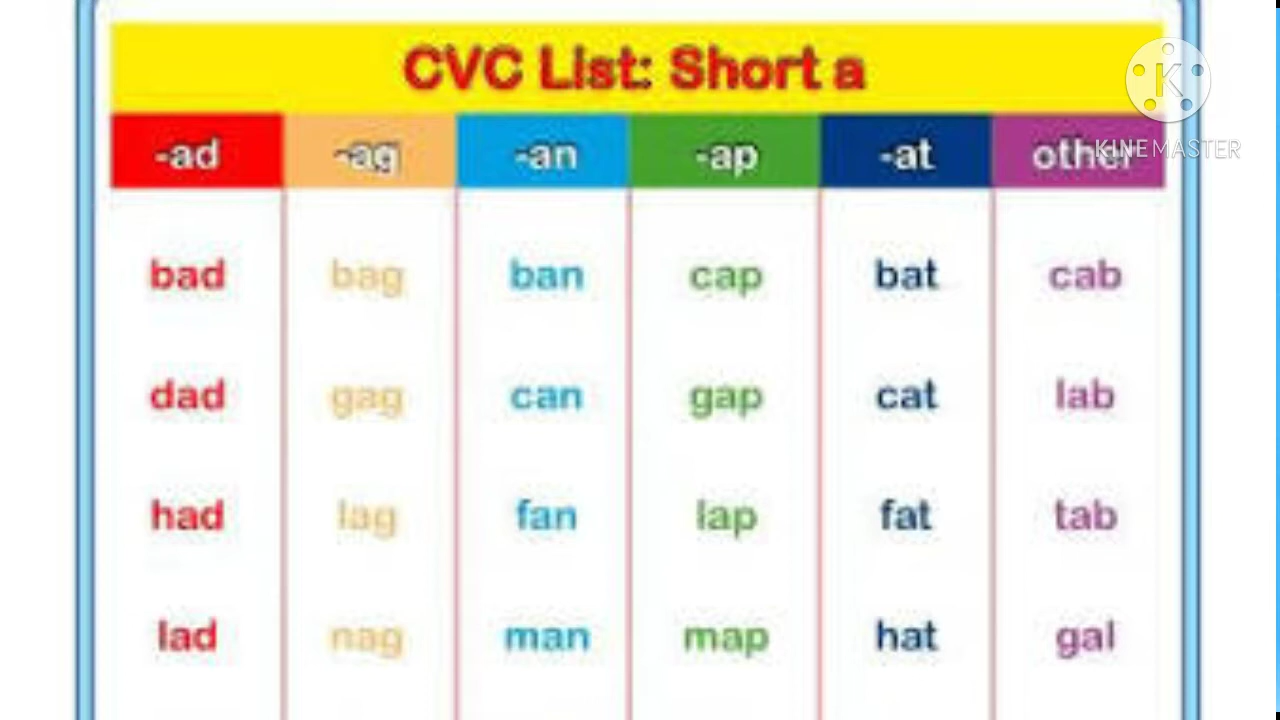 CVC List: Short a
K
KINEMASTER
-ad -ag -an -ap -at other
bad bag ban cap bat cab
dad gag can gap cat lab
had lag fan lap fat tab
lad nag man map hat gal